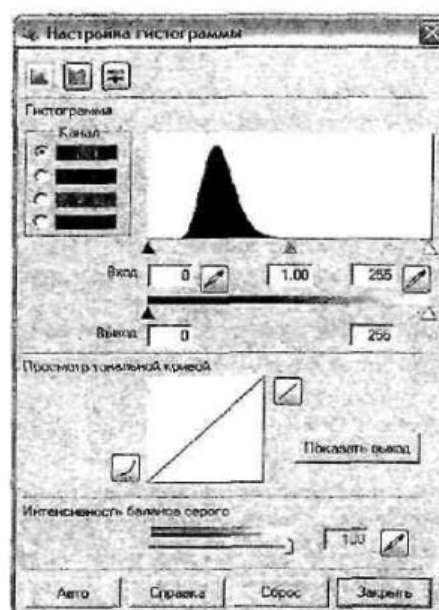 Настройка гистограммы
Гистограмма
Канал
Вход 0 1.00 255
Выход 0 255
Просмотр тональной кривой
Показать выход
Интенсивность баланса серого
100
Авто Справка Сброс Закрыть